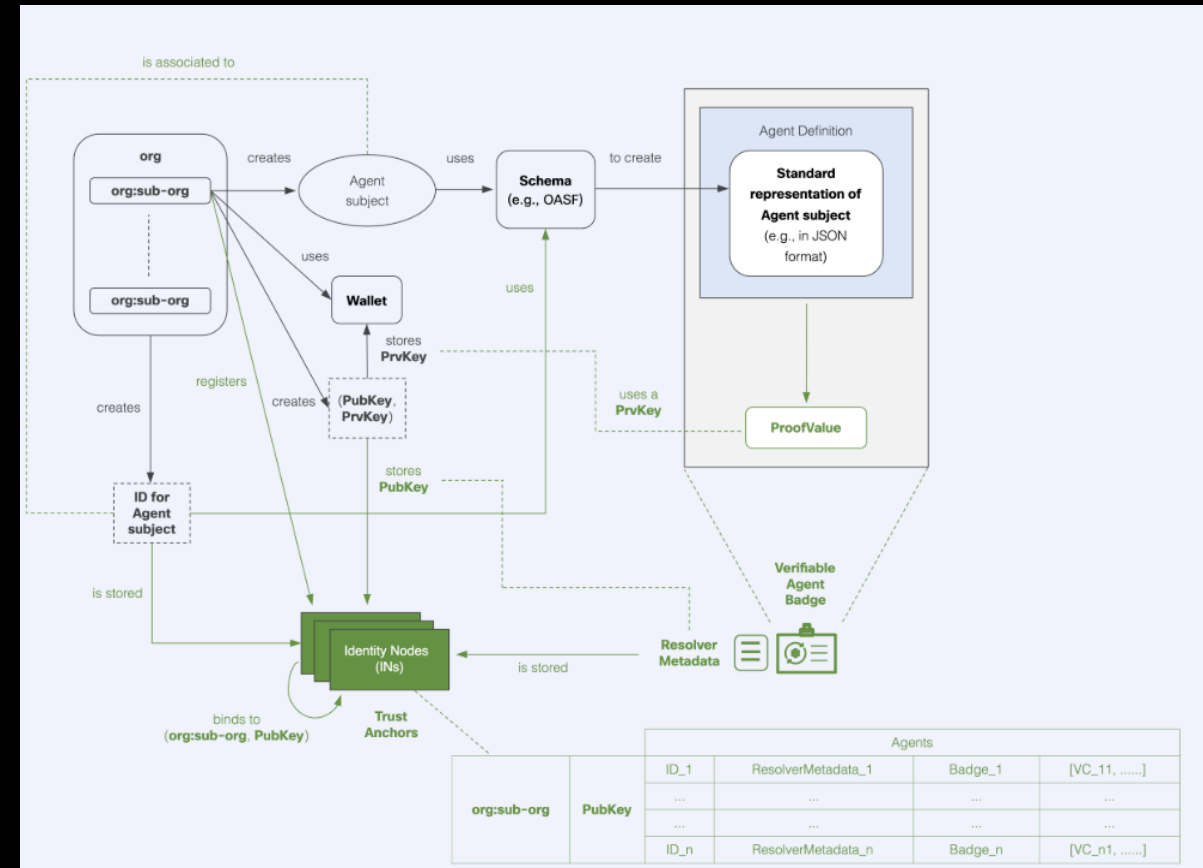 is associated to
org
org:sub-org
org:sub-org
creates
Agent
subject
uses
Schema
(e.g., OASF)
to create
Agent Definition
Standard
representation of
Agent subject
(e.g., in JSON
format)
uses
Wallet
stores
PrvKey
uses
registers
creates
(PubKey,
PrvKey)
uses a
PrvKey
ProofValue
creates
stores
PubKey
ID for
Agent
subject
is stored
Verifiable
Agent
Badge
Identity Nodes
(INs)
is stored
Resolver
Metadata
binds to
(org:sub-org, PubKey)
Trust
Anchors
Agents
org:sub-org
PubKey
ID_1 ResolverMetadata_1 Badge_1 [VC_11, ......]
... ... ... ...
... ... ... ...
ID_n ResolverMetadata_n Badge_n [VC_n1, ......]